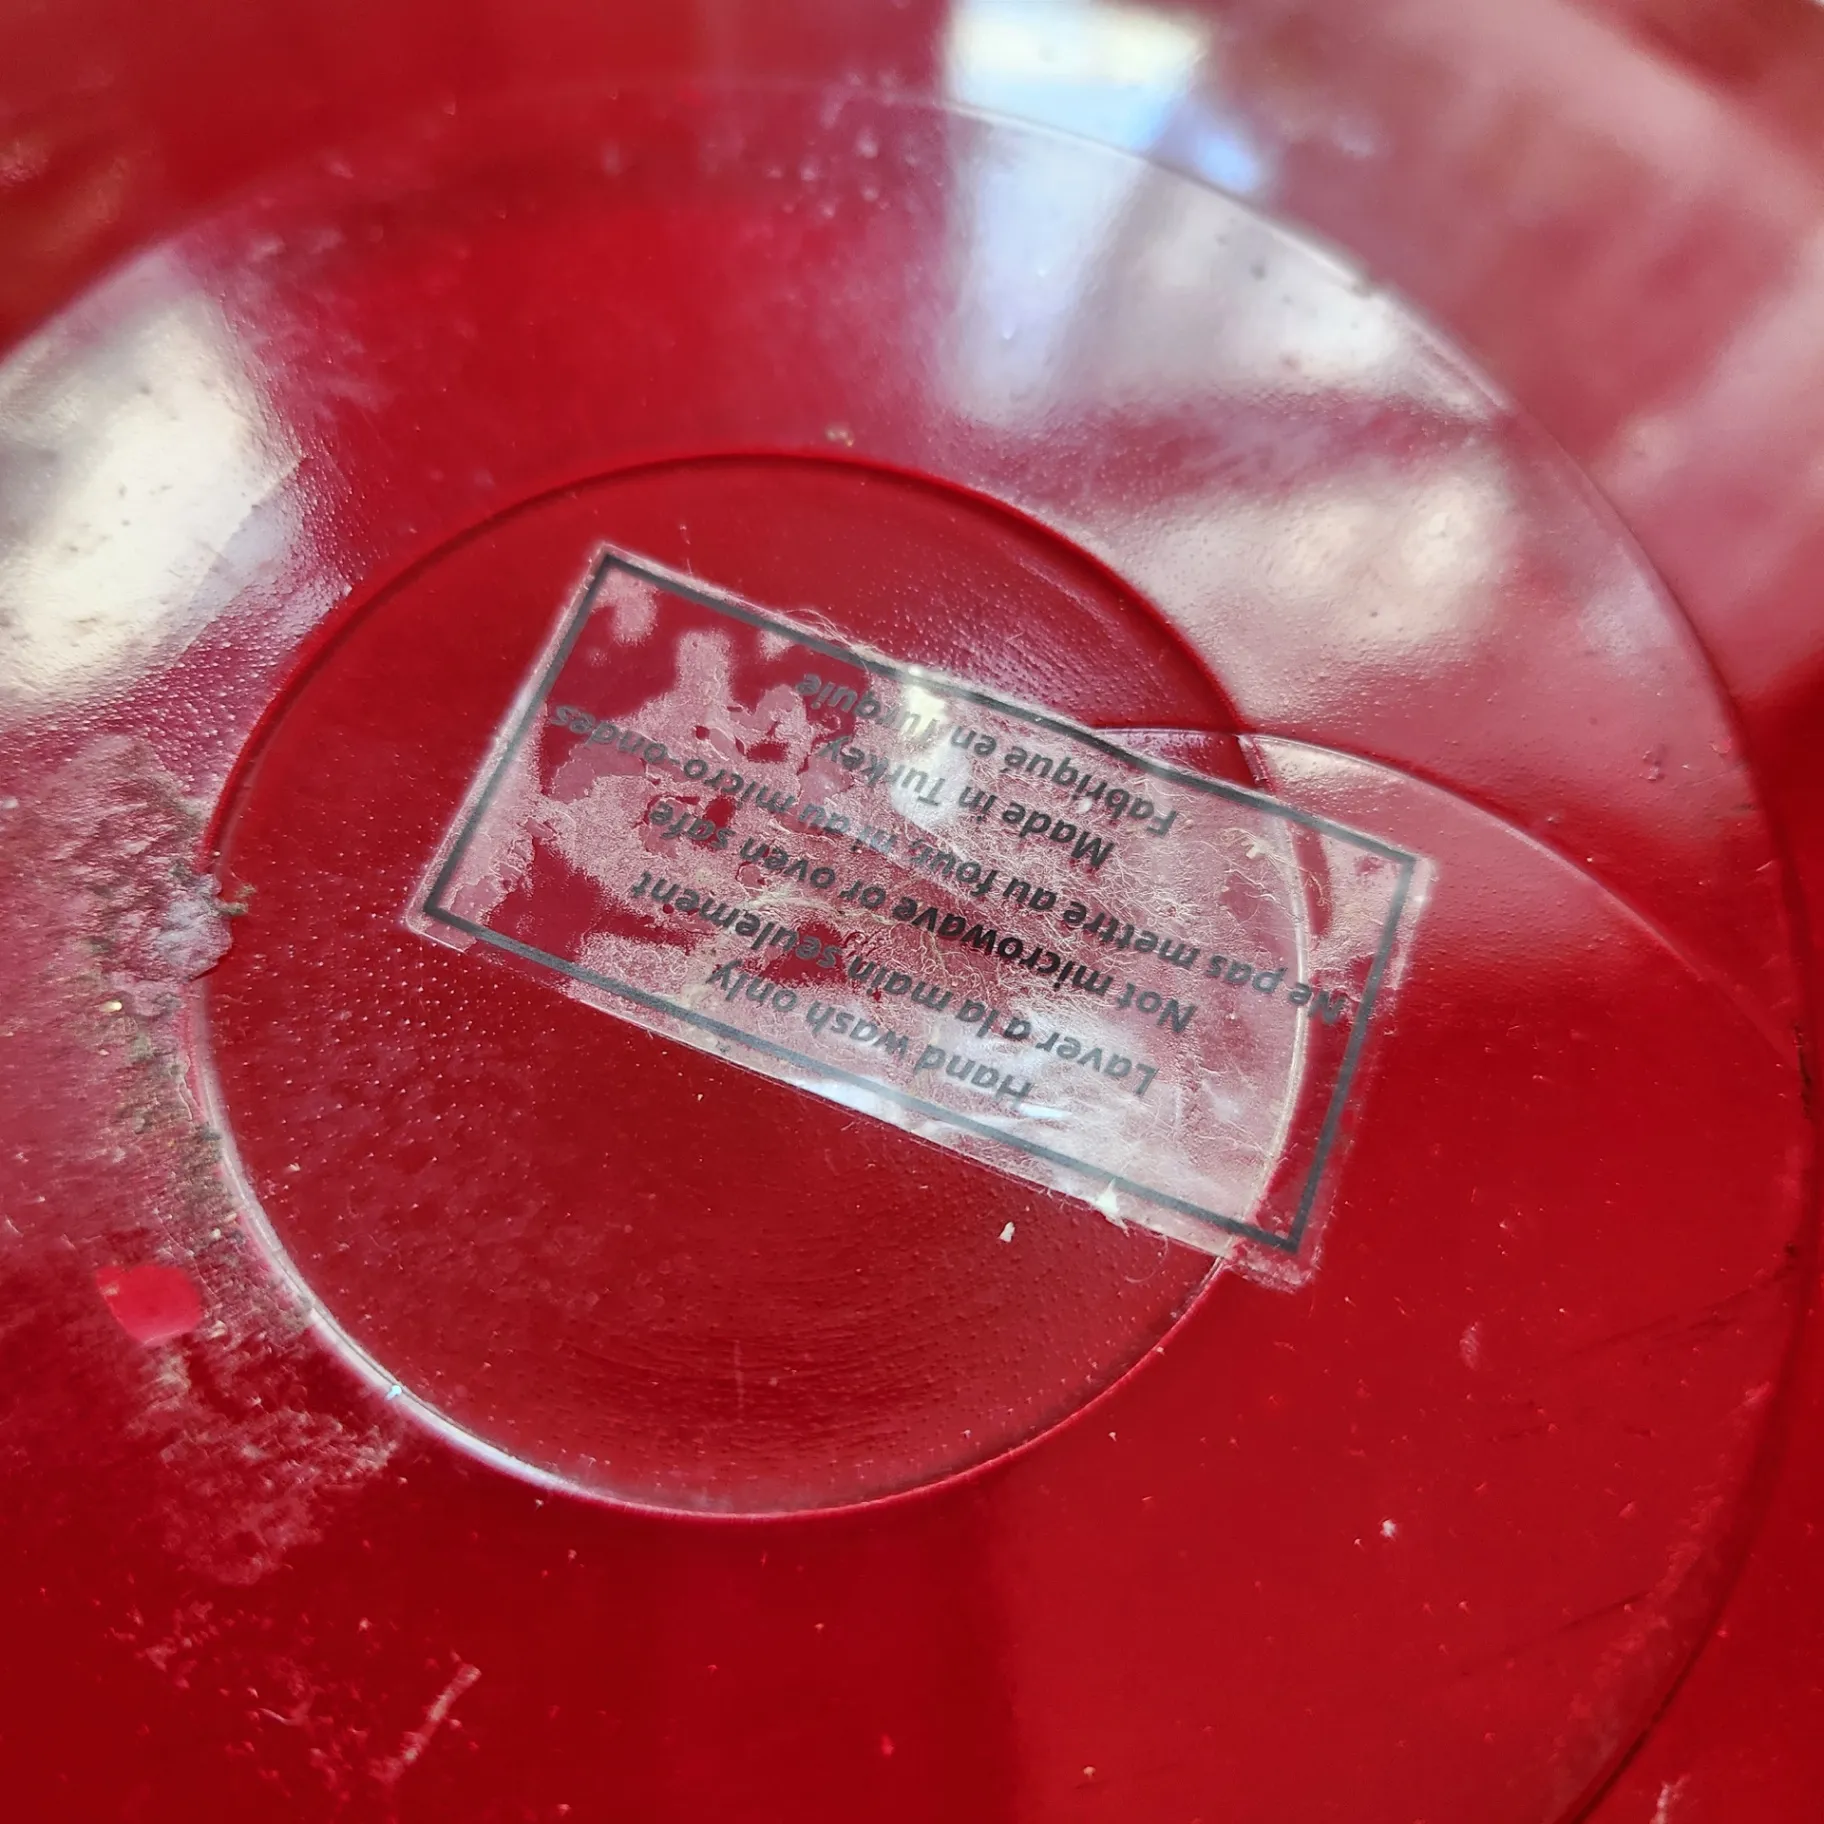 Hand wash only
Laver a la main seulement
Not microwave or oven safe
Ne pas mettre au four, ni au micro-ondes
Made in Turkey
Fabriqué en Turquie